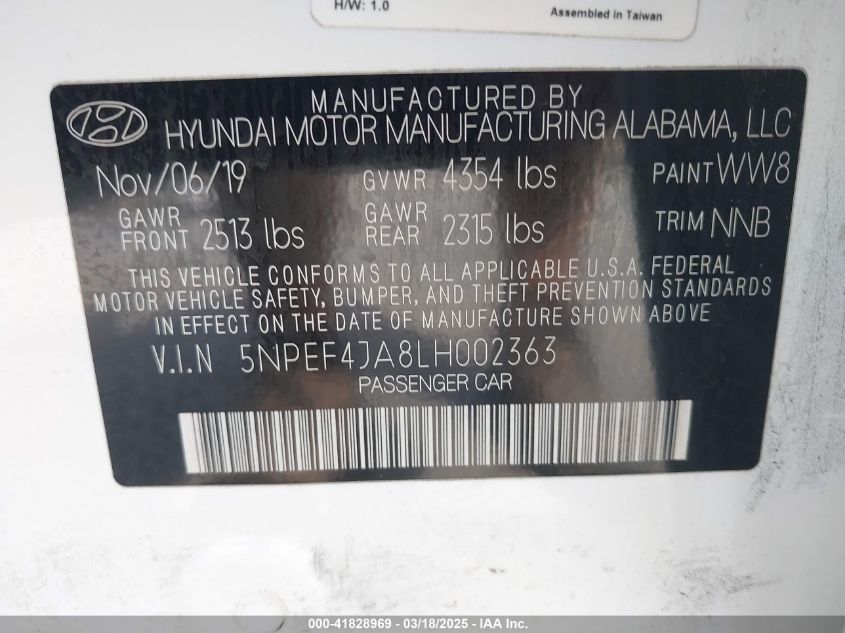 H/W: 1.0
Assembled in Taiwan
MANUFACTURED BY
HYUNDAI MOTOR MANUFACTURING ALABAMA, LLC
Nov/06/19 GVWR 4354 lbs PAINT WW8
GAWR FRONT 2513 lbs GAWR REAR 2315 lbs TRIM NNB
THIS VEHICLE CONFORMS TO ALL APPLICABLE U.S.A. FEDERAL
MOTOR VEHICLE SAFETY, BUMPER, AND THEFT PREVENTION STANDARDS
IN EFFECT ON THE DATE OF MANUFACTURE SHOWN ABOVE
V.I.N 5NPEF4JA8LH002363
PASSENGER CAR
000-41828969 — 03/18/2025 — IAA Inc.